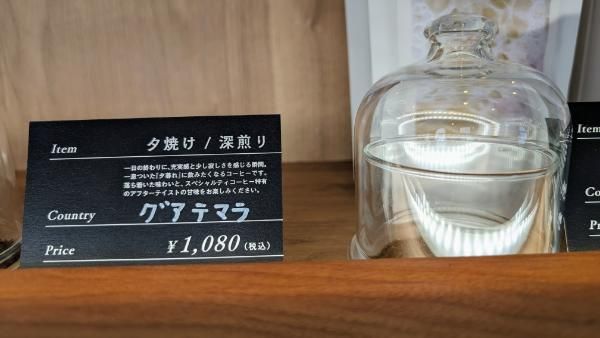 Item 夕焼け / 深煎り
一日の終わりに、充実感と少し寂しさを感じる瞬間。
一息ついた「夕暮れ」に飲みたくなるコーヒーです。
落ち着いた味わいと、スペシャルティコーヒー特有
のアフターテイストの甘味をお楽しみください。
Country グアテマラ
Price ¥1,080(税込)
Item
Co
Pr